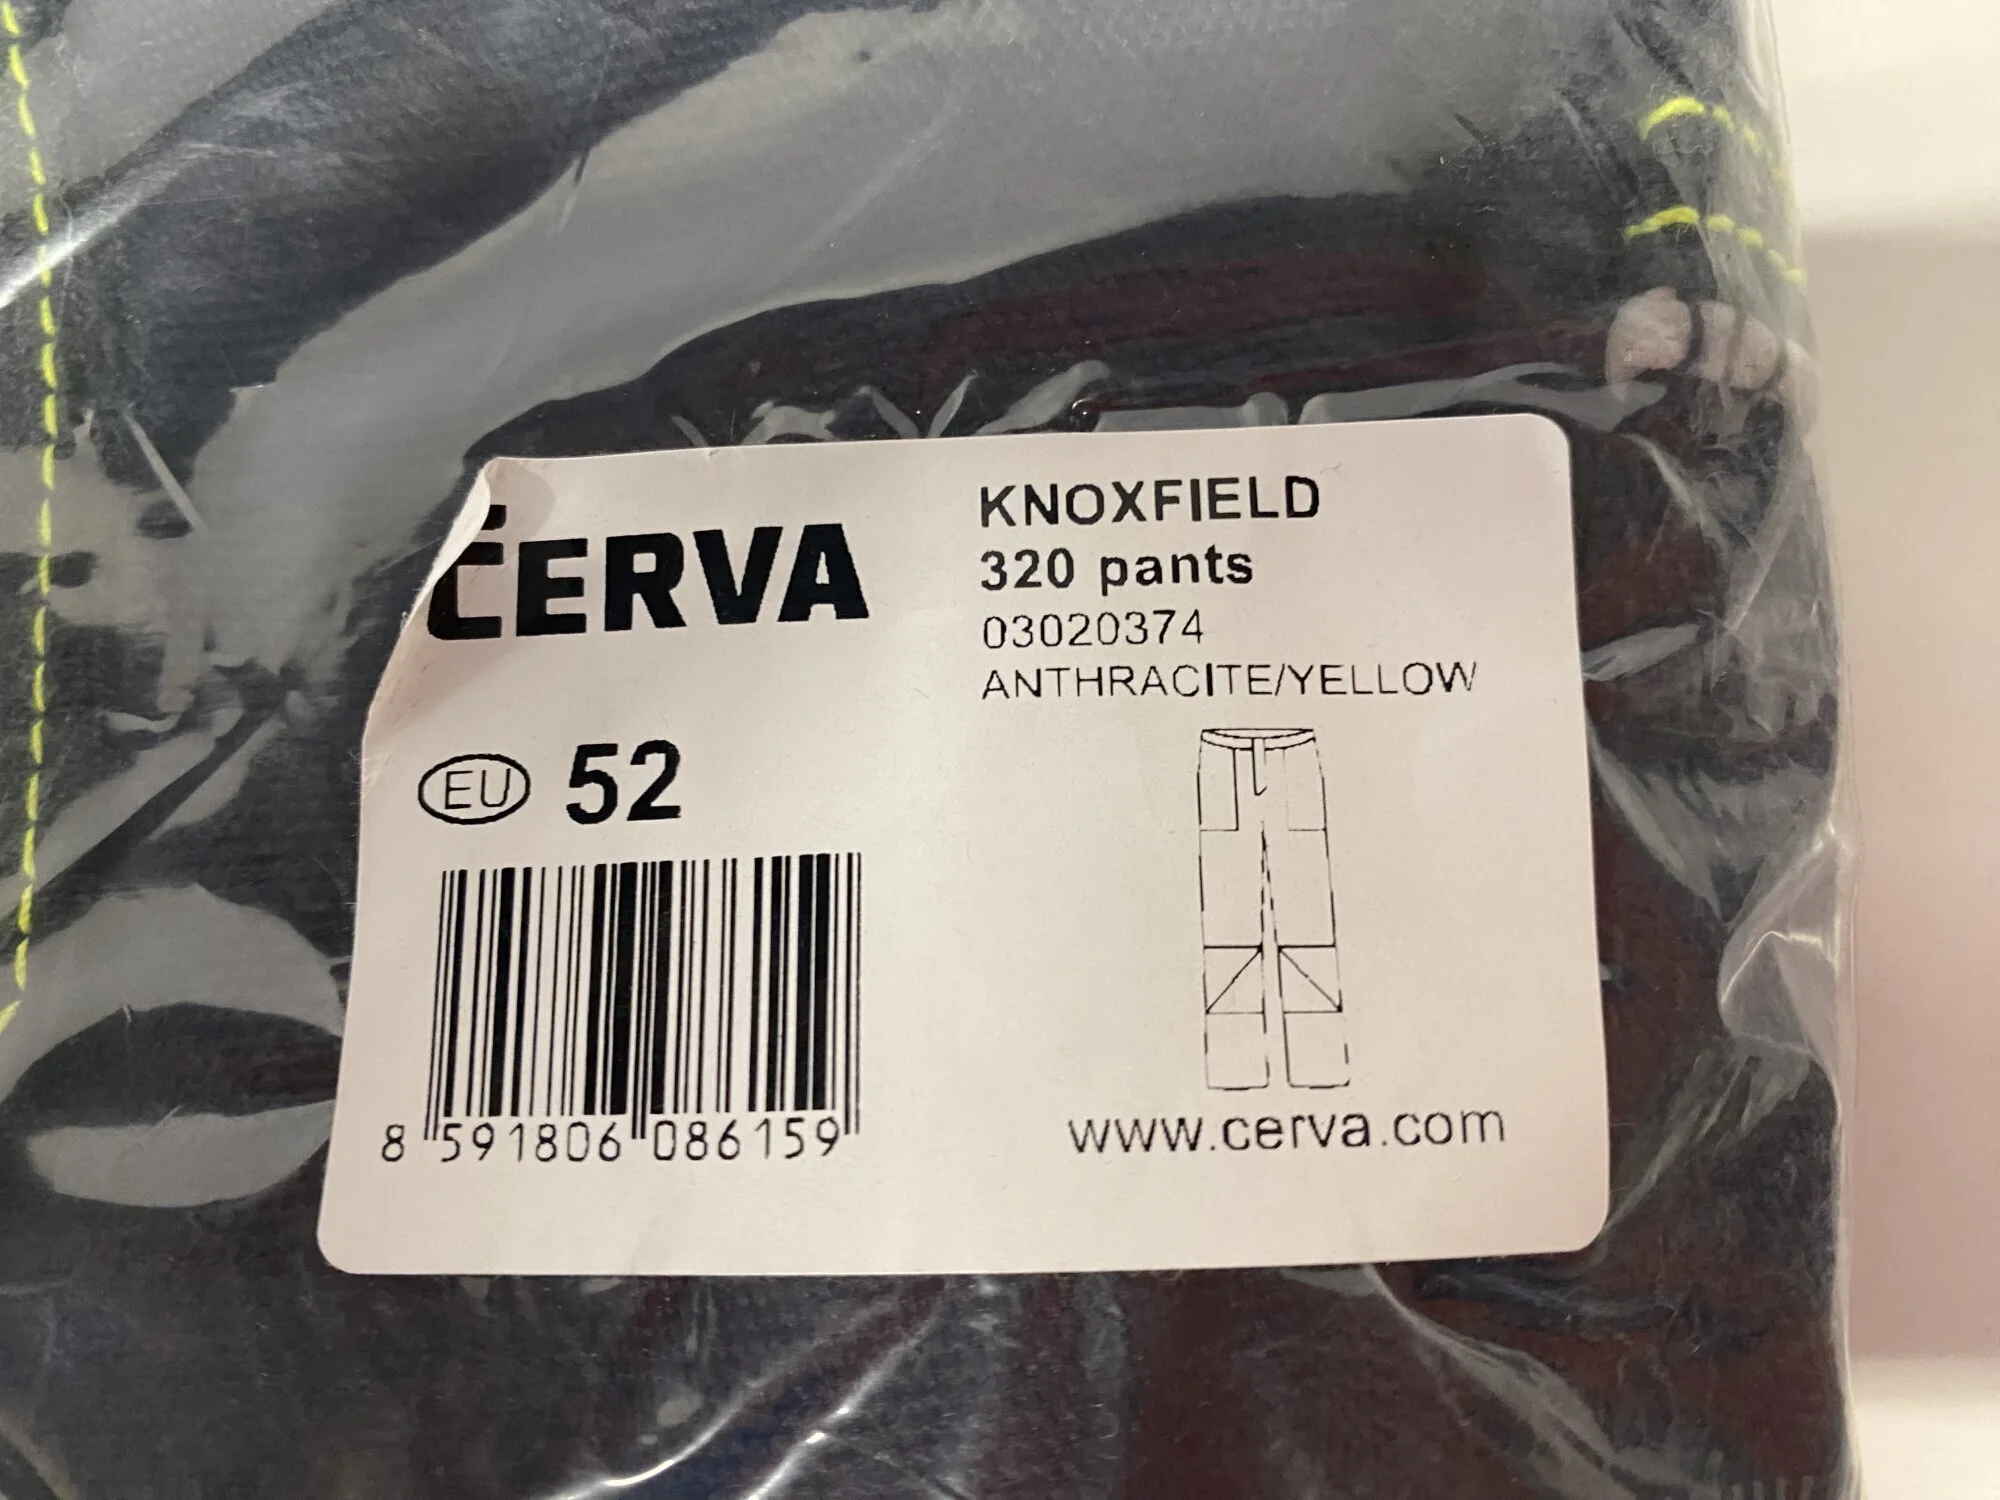 ČERVA
KNOXFIELD
320 pants
03020374
ANTHRACITE/YELLOW
EU 52
8 591806 086159
www.cerva.com